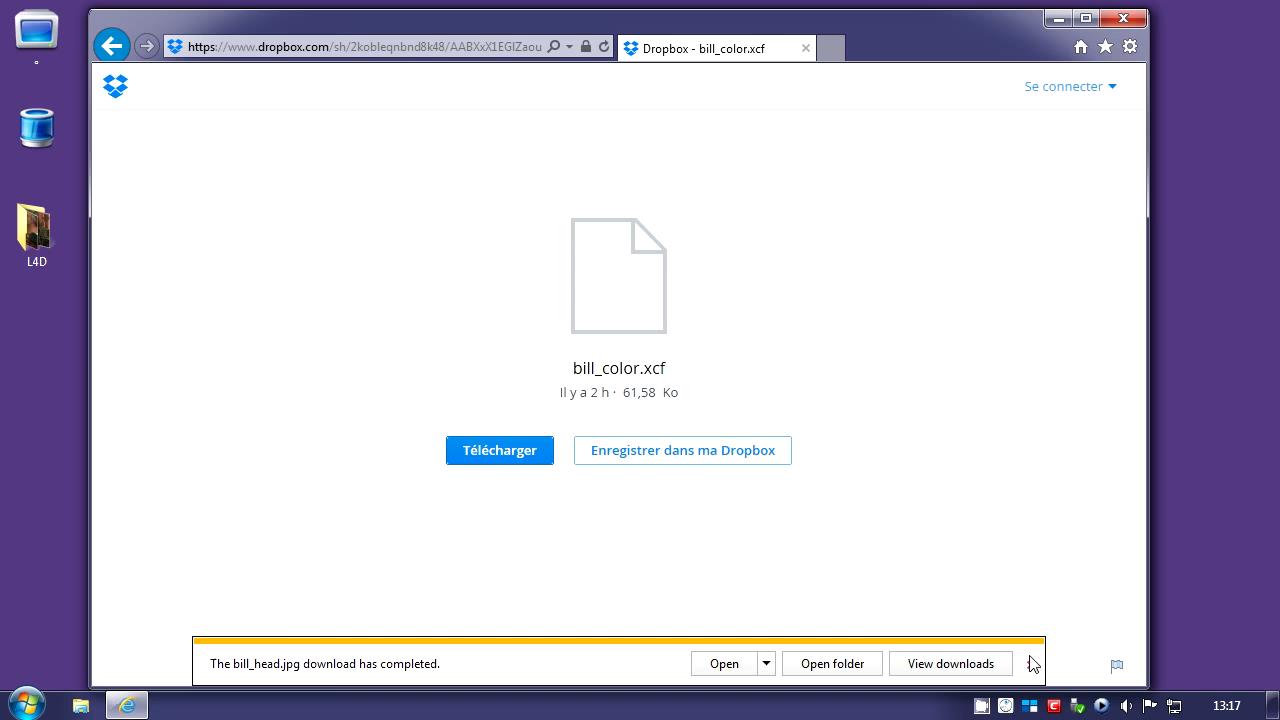 https://www.dropbox.com/sh/2kobleqnbnd8k48/AABXxX1EGIZaou
Dropbox - bill_color.xcf
Se connecter
L4D
bill_color.xcf
Il y a 2 h · 61,58 Ko
Télécharger
Enregistrer dans ma Dropbox
The bill_head.jpg download has completed.
Open
Open folder
View downloads
13:17